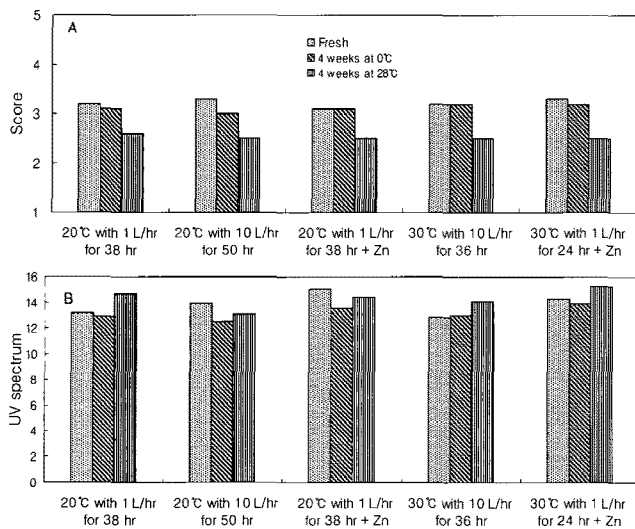 5
A
Fresh
4 weeks at 0℃
4 weeks at 28℃
4
3
2
1
Score
20℃ with 1 L/hr 20℃ with 10 L/hr 20℃ with 1 L/hr 30℃ with 10 L/hr 30℃ with 1 L/hr
for 38 hr for 50 hr for 38 hr + Zn for 36 hr for 24 hr + Zn
16
B
14
12
10
8
6
4
2
0
UV spectrum
20℃ with 1 L/hr 20℃ with 10 L/hr 20℃ with 1 L/hr 30℃ with 10 L/hr 30℃ with 1 L/hr
for 38 hr for 50 hr for 38 hr + Zn for 36 hr for 24 hr + Zn